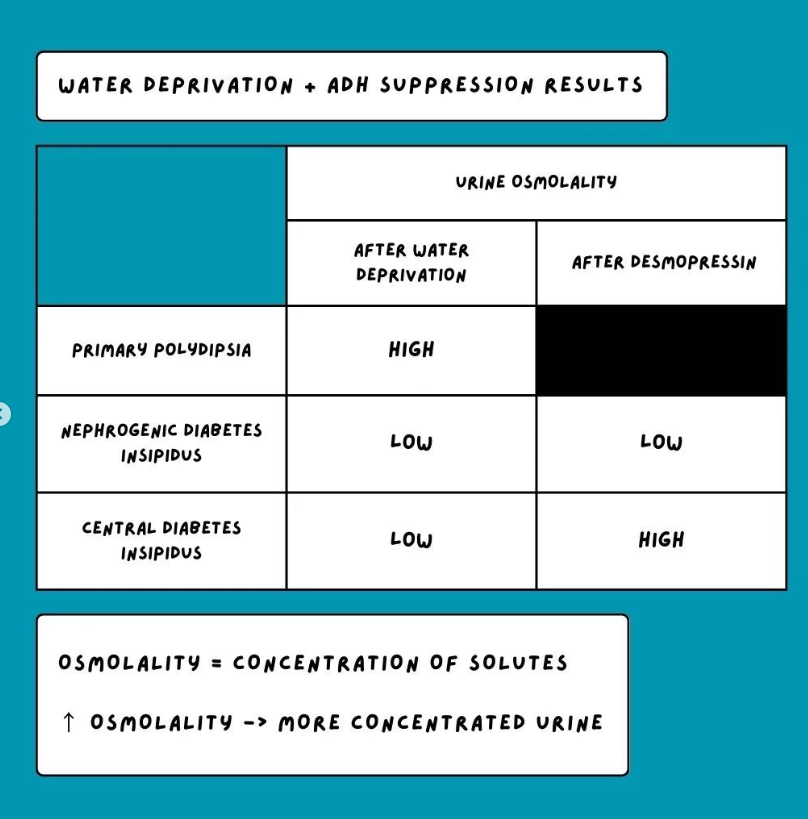 WATER DEPRIVATION + ADH SUPPRESSION RESULTS
URINE OSMOLALITY
AFTER WATER
DEPRIVATION
AFTER DESMOPRESSIN
PRIMARY POLYDIPSIA
HIGH
NEPHROGENIC DIABETES
INSIPIDUS
LOW
LOW
CENTRAL DIABETES
INSIPIDUS
LOW
HIGH
OSMOLALITY = CONCENTRATION OF SOLUTES
↑ OSMOLALITY -> MORE CONCENTRATED URINE